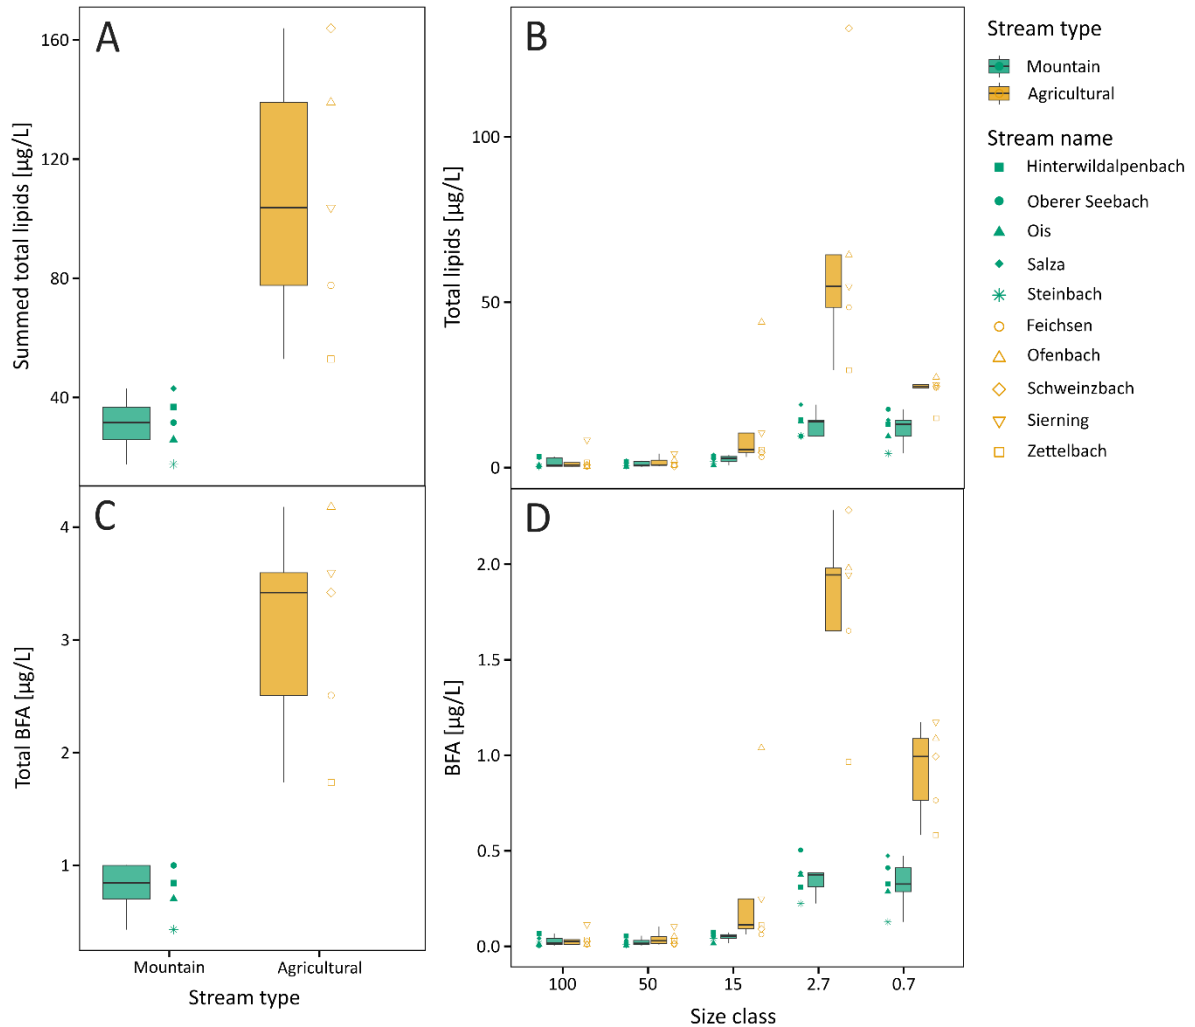 A
Summed total lipids [µg/L]
160
120
80
40
B
Total lipids [µg/L]
100
50
0
C
Total BFA [µg/L]
4
3
2
1
Mountain
Agricultural
Stream type
D
BFA [µg/L]
2.0
1.5
1.0
0.5
0.0
100
50
15
2.7
0.7
Size class
Stream type
Mountain
Agricultural
Stream name
Hinterwildalpenbach
Oberer Seebach
Ois
Salza
Steinbach
Feichsen
Ofenbach
Schweinzbach
Sierning
Zettelbach